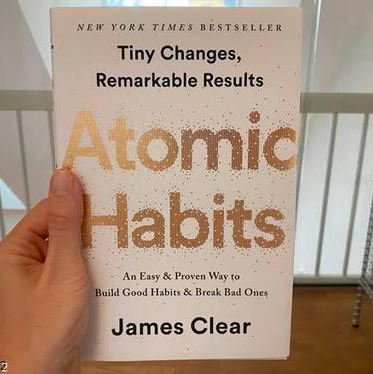 NEW YORK TIMES BESTSELLER
Tiny Changes,
Remarkable Results
Atomic
Habits
An Easy & Proven Way to
Build Good Habits & Break Bad Ones
James Clear
2